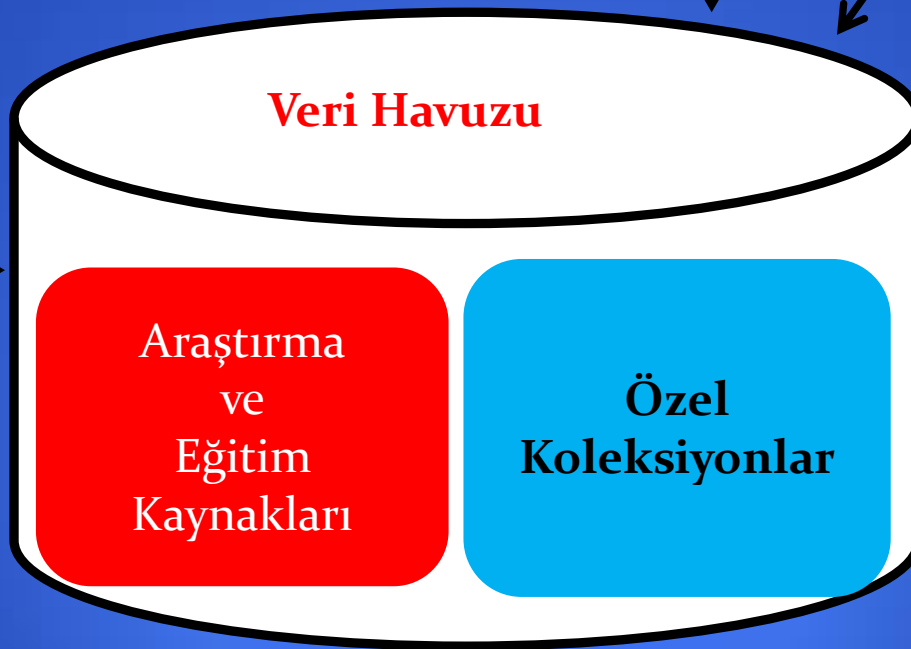 Veri Havuzu
Araştırma
ve
Eğitim
Kaynakları
Özel
Koleksiyonlar